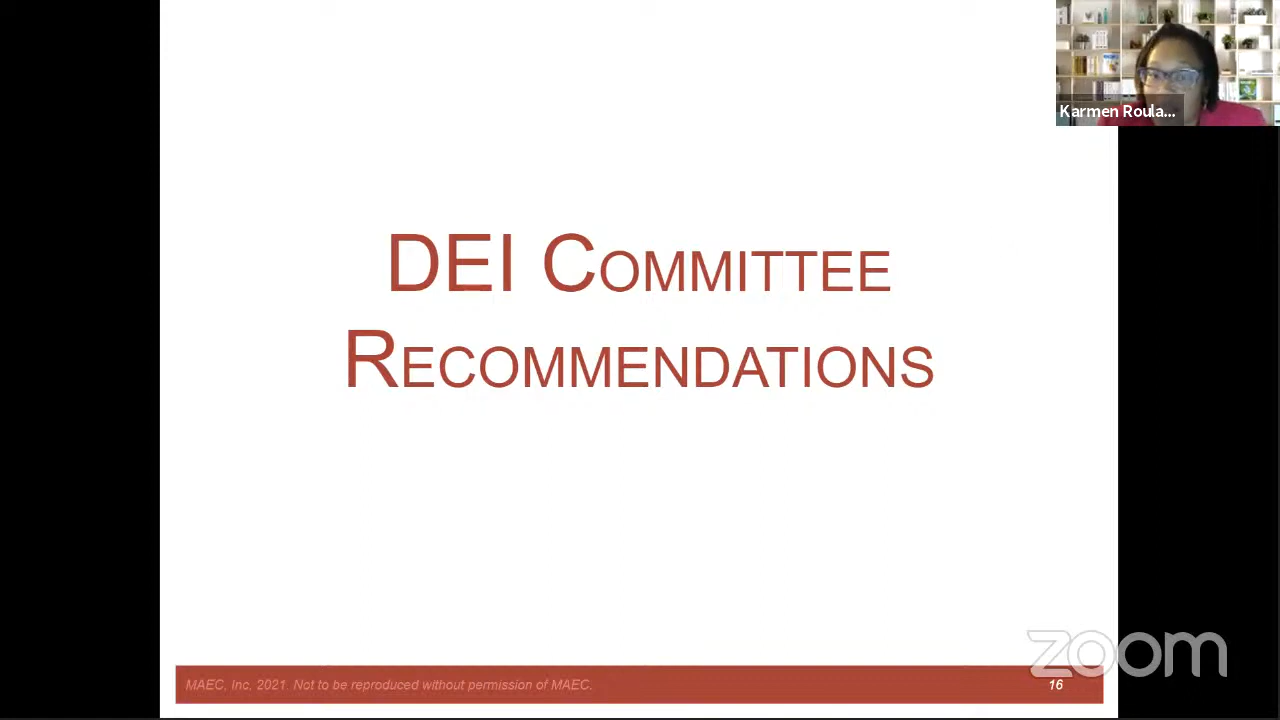 Karmen Roula...
DEI COMMITTEE
RECOMMENDATIONS
zoom
MAEC, Inc. 2021. Not to be reproduced without permission of MAEC.
16